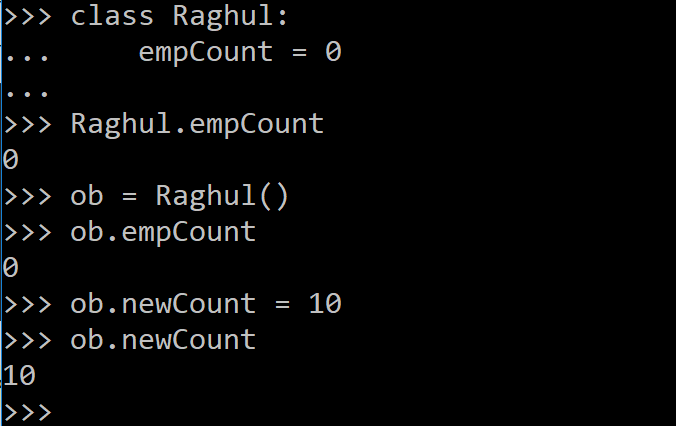 >>> class Raghul:
...     empCount = 0
...
>>> Raghul.empCount
0
>>> ob = Raghul()
>>> ob.empCount
0
>>> ob.newCount = 10
>>> ob.newCount
10
>>>